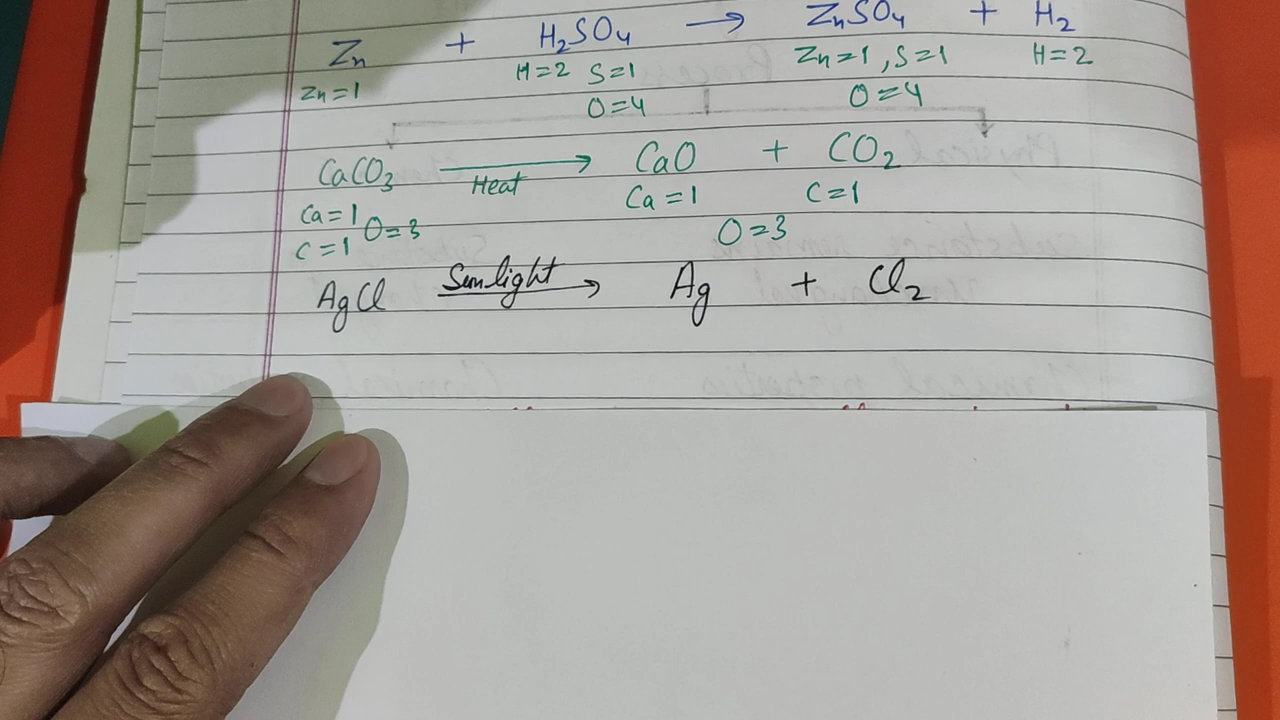 Zn + H₂SO₄ → ZnSO₄ + H₂
Zn=1 H=2 S=1 Zn=1, S=1 H=2
O=4 O=4
CaCO₃ → Heat CaO + CO₂
Ca=1 O=3 Ca=1 C=1
C=1 O=3
AgCl Sunlight → Ag + Cl₂